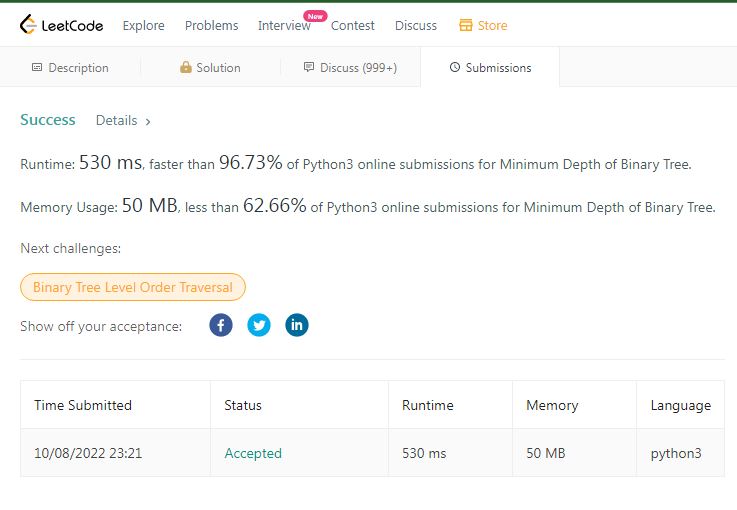 LeetCode Explore Problems Interview New Contest Discuss Store
Description Solution Discuss (999+) Submissions
Success Details ›
Runtime: 530 ms, faster than 96.73% of Python3 online submissions for Minimum Depth of Binary Tree.
Memory Usage: 50 MB, less than 62.66% of Python3 online submissions for Minimum Depth of Binary Tree.
Next challenges:
Binary Tree Level Order Traversal
Show off your acceptance:
Time Submitted Status Runtime Memory Language
10/08/2022 23:21 Accepted 530 ms 50 MB python3